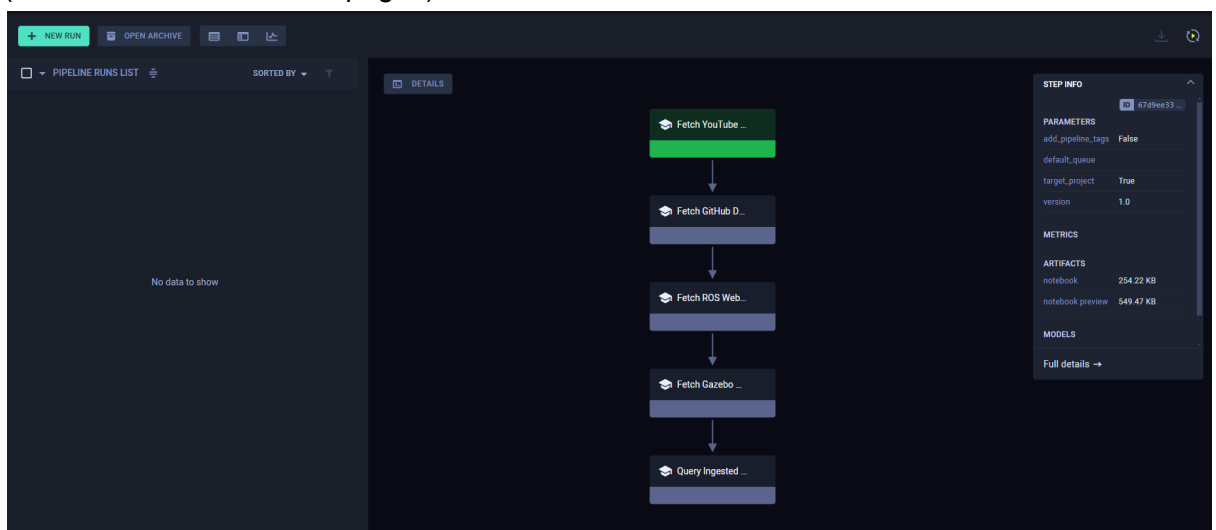 + NEW RUN
OPEN ARCHIVE
PIPELINE RUNS LIST
SORTED BY
No data to show
DETAILS
Fetch YouTube ...
Fetch GitHub D...
Fetch ROS Web...
Fetch Gazebo ...
Query Ingested ...
STEP INFO
ID 67d9ee33 ...
PARAMETERS
add_pipeline_tags False
default_queue
target_project True
version 1.0
METRICS
ARTIFACTS
notebook 254.22 KB
notebook preview 549.47 KB
MODELS
Full details →